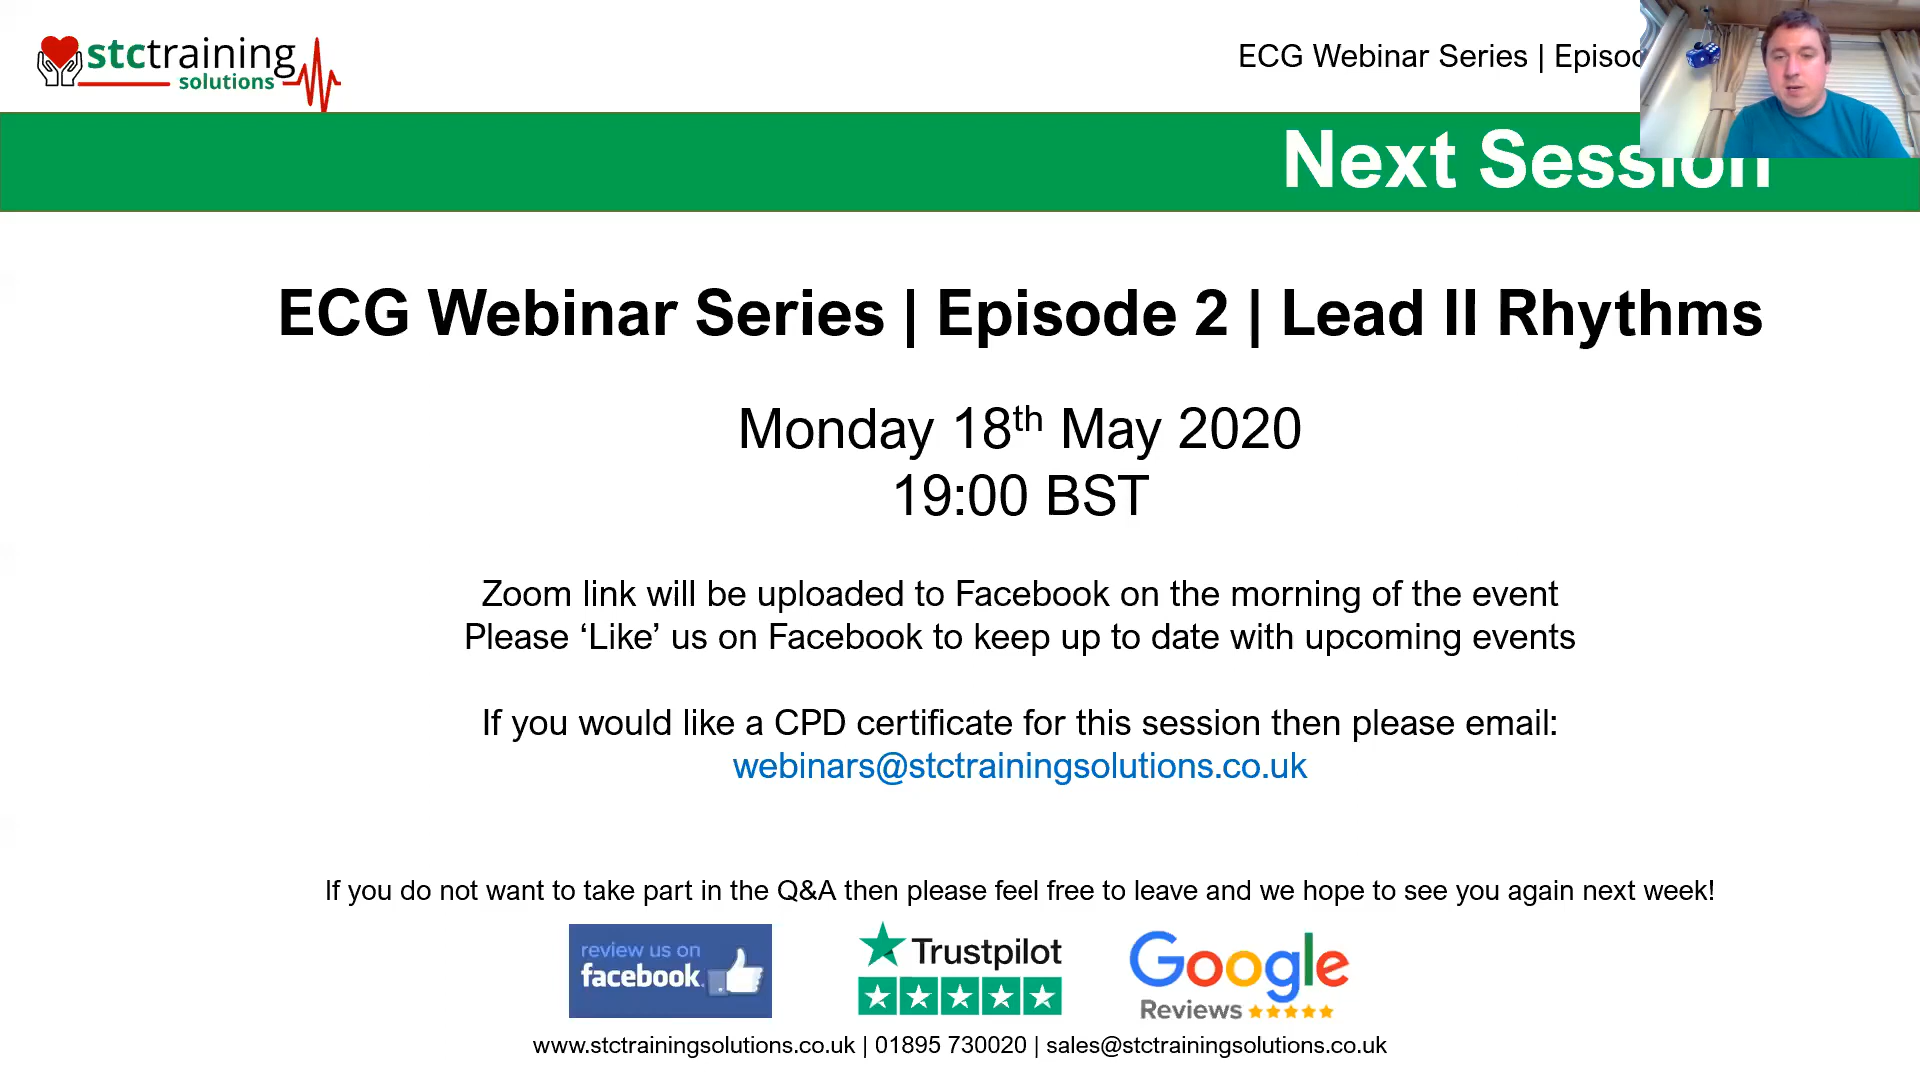 stctraining
solutions
ECG Webinar Series |
Next Session
ECG Webinar Series | Episode 2 | Lead II Rhythms
Monday 18th May 2020
19:00 BST
Zoom link will be uploaded to Facebook on the morning of the event
Please ‘Like’ us on Facebook to keep up to date with upcoming events
If you would like a CPD certificate for this session then please email:
webinars@stctrainingsolutions.co.uk
If you do not want to take part in the Q&A then please feel free to leave and we hope to see you again next week!
review us on
facebook.
Trustpilot
Google
Reviews
www.stctrainingsolutions.co.uk | 01895 730020 | sales@stctrainingsolutions.co.uk